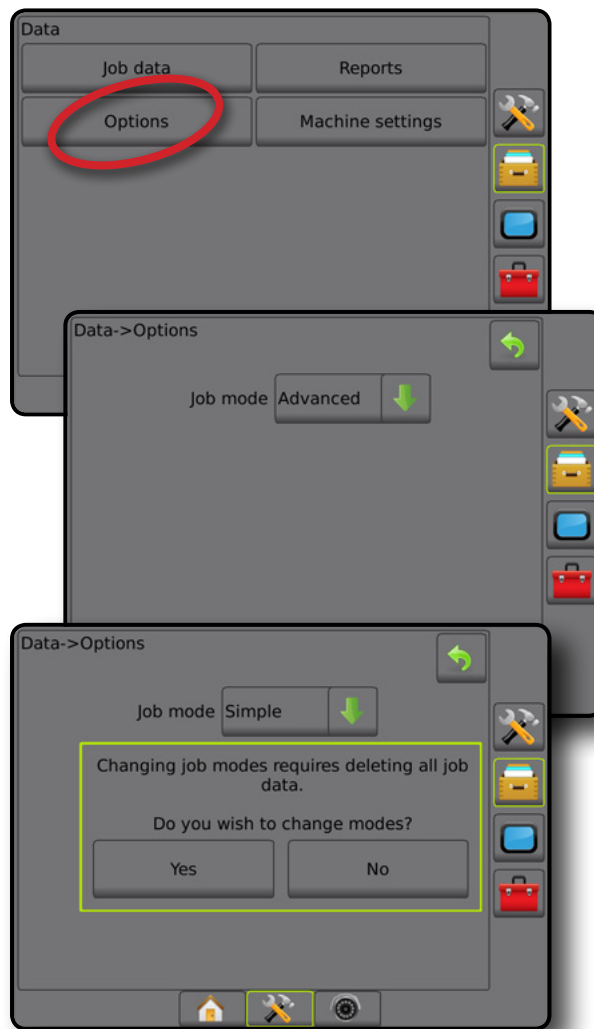 Data
Job data
Reports
Options
Machine settings
Data->Options
Job mode Advanced
Data->Options
Job mode Simple
Changing job modes requires deleting all job
data.
Do you wish to change modes?
Yes
No